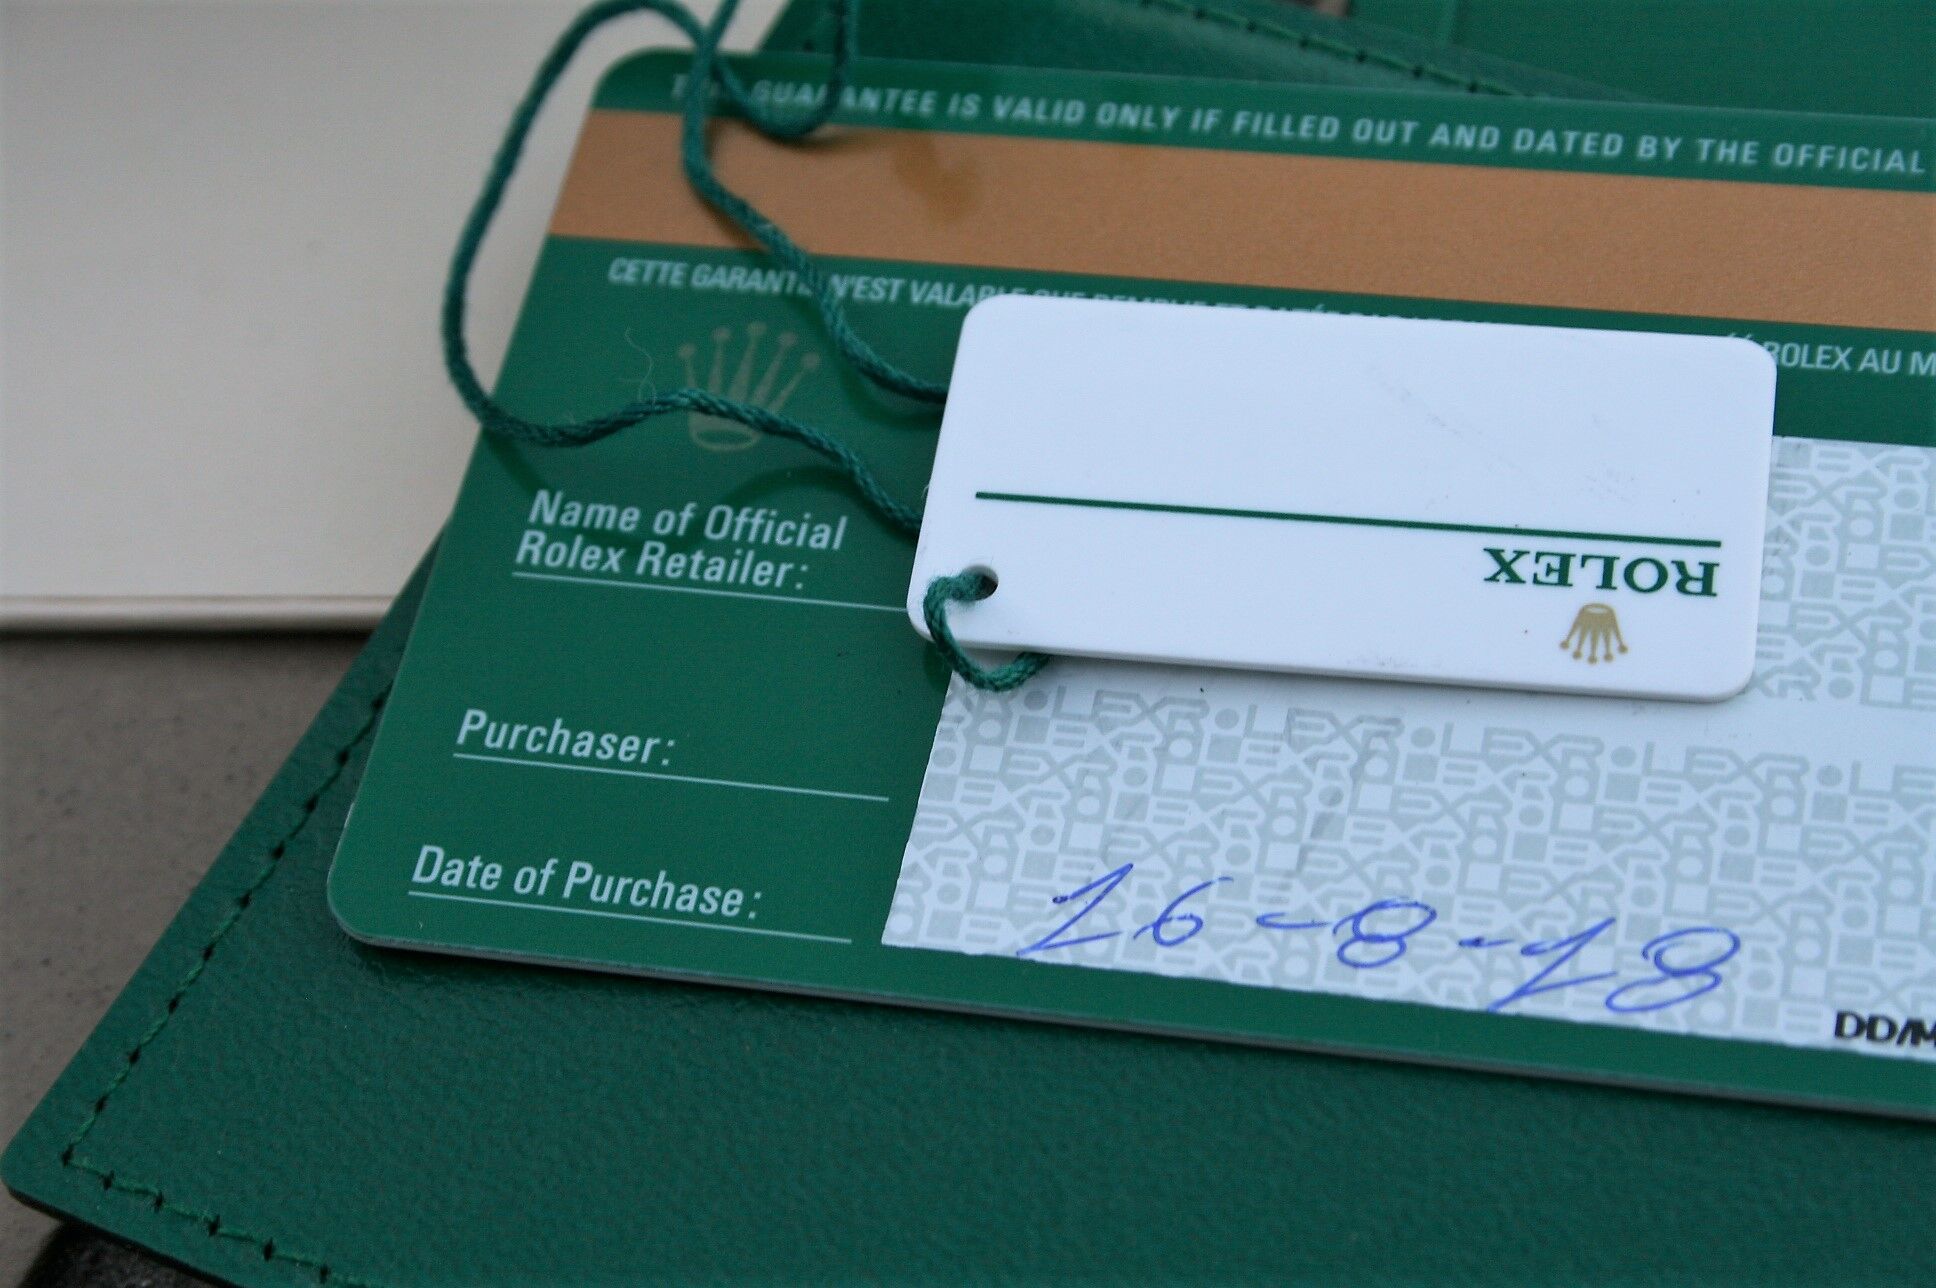 GUARANTEE IS VALID ONLY IF FILLED OUT AND DATED BY THE OFFICIAL
CETTE GARANTIE N'EST VALABLE
ROLEX AU
Name of Official
Rolex Retailer:
ROLEX
Purchaser:
Date of Purchase:
16-8-18